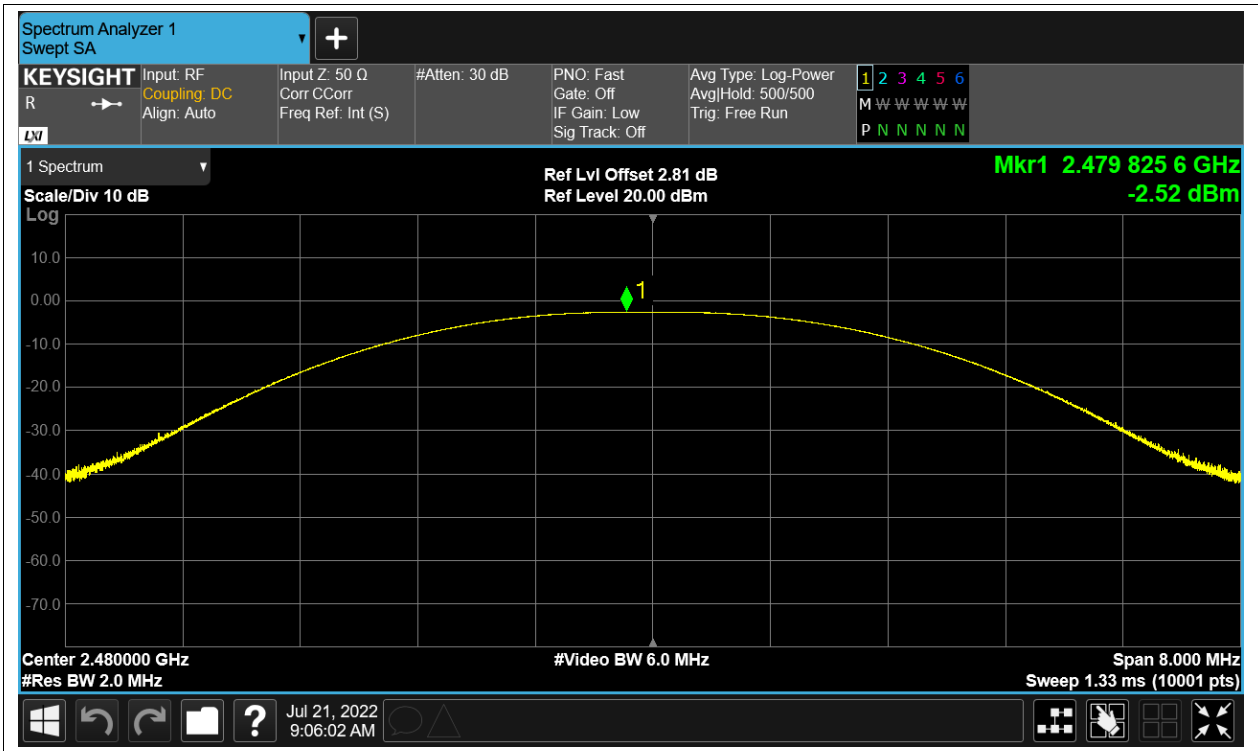 Spectrum Analyzer 1
Swept SA
KEYSIGHT
R
LXI
Input: RF
Coupling: DC
Align: Auto
Input Z: 50 Ω
Corr CCorr
Freq Ref: Int (S)
#Atten: 30 dB
PNO: Fast
Gate: Off
IF Gain: Low
Sig Track: Off
Avg Type: Log-Power
Avg|Hold: 500/500
Trig: Free Run
1 2 3 4 5 6
M W W W W W W
P N N N N N N
1 Spectrum
Scale/Div 10 dB
Ref Lvl Offset 2.81 dB
Ref Level 20.00 dBm
Mkr1 2.479 825 6 GHz
-2.52 dBm
Log
10.0
0.00
-10.0
-20.0
-30.0
-40.0
-50.0
-60.0
-70.0
1
Center 2.480000 GHz
#Res BW 2.0 MHz
#Video BW 6.0 MHz
Span 8.000 MHz
Sweep 1.33 ms (10001 pts)
?
Jul 21, 2022
9:06:02 AM